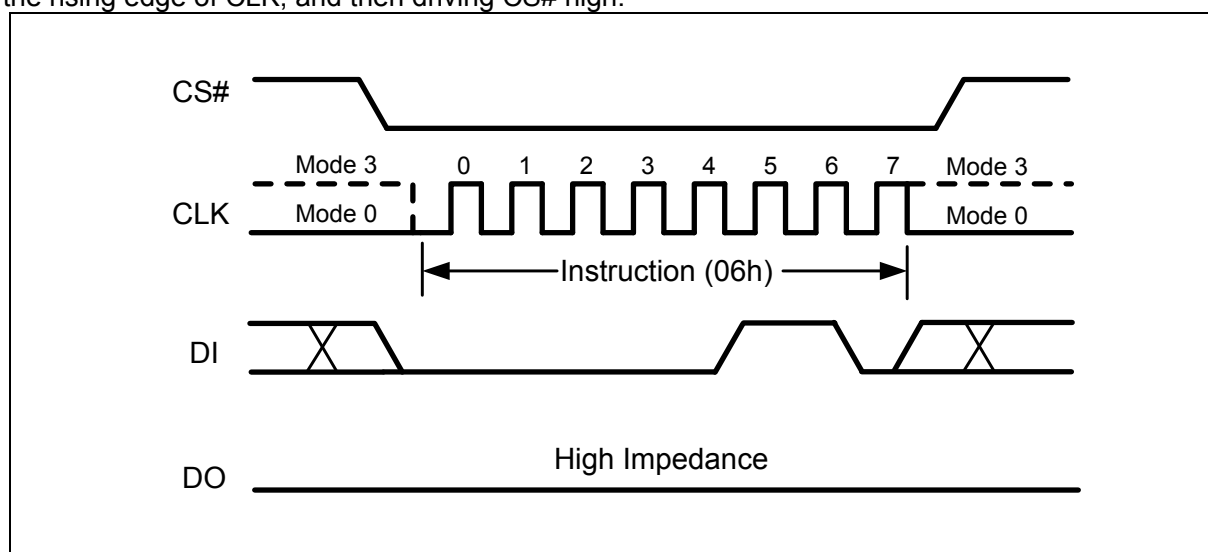 the rising edge of CLK, and then driving CS# high.
CS#
Mode 3 0 1 2 3 4 5 6 7 Mode 3
CLK Mode 0 Mode 0
Instruction (06h)
DI
High Impedance
DO